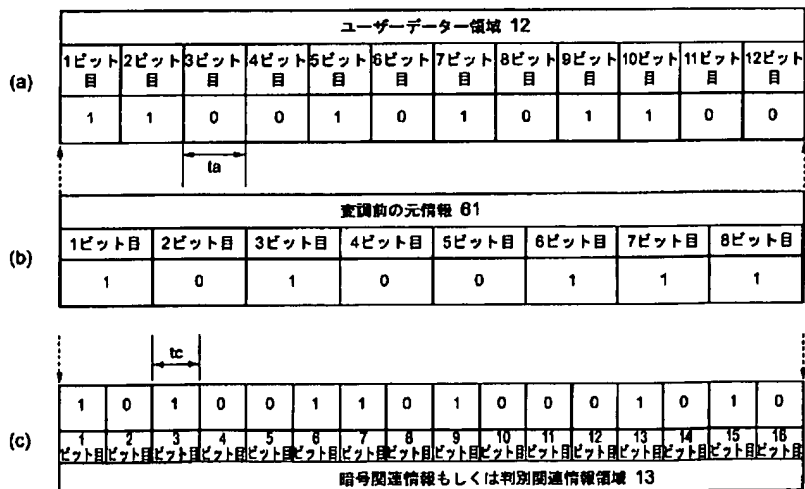 ユーザーデーター領域 12
(a)
1ビット目 2ビット目 3ビット目 4ビット目 5ビット目 6ビット目 7ビット目 8ビット目 9ビット目 10ビット目 11ビット目 12ビット目
1 1 0 0 1 0 1 0 1 1 0 0
ta
変調前の元情報 61
(b)
1ビット目 2ビット目 3ビット目 4ビット目 5ビット目 6ビット目 7ビット目 8ビット目
1 0 1 0 0 1 1 1
tc
1 0 1 0 0 1 1 0 1 0 0 0 1 0 1 0
(c)
1ビット目 2ビット目 3ビット目 4ビット目 5ビット目 6ビット目 7ビット目 8ビット目 9ビット目 10ビット目 11ビット目 12ビット目 13ビット目 14ビット目 15ビット目 16ビット目
暗号関連情報もしくは判別関連情報領域 13